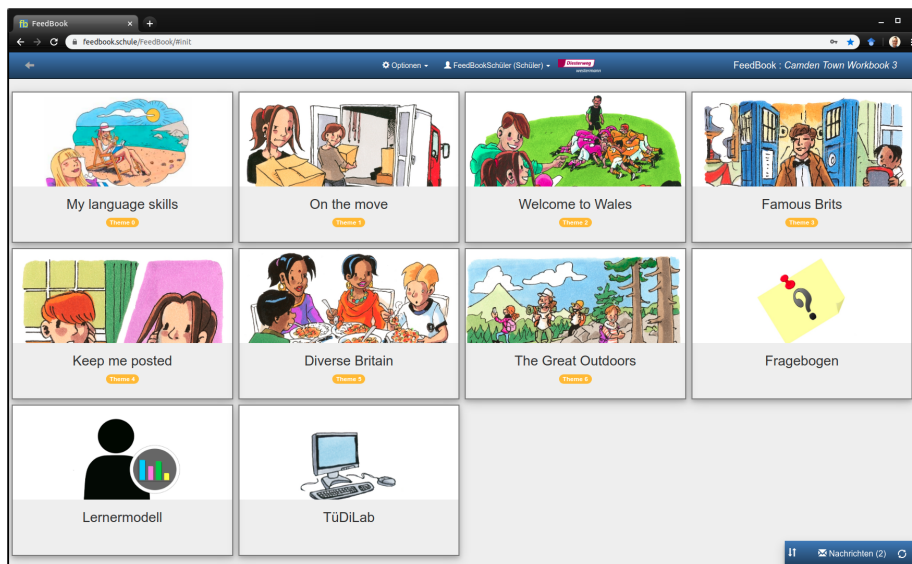 FeedBook
feedbook.schule/FeedBook/#init
Optionen
FeedBookSchüler (Schüler)
Diesterweg
westermann
FeedBook : Camden Town Workbook 3
My language skills
Theme 0
On the move
Theme 1
Welcome to Wales
Theme 2
Famous Brits
Theme 3
Keep me posted
Theme 4
Diverse Britain
Theme 5
The Great Outdoors
Theme 6
Fragebogen
Lernermodell
TüDiLab
Nachrichten (2)